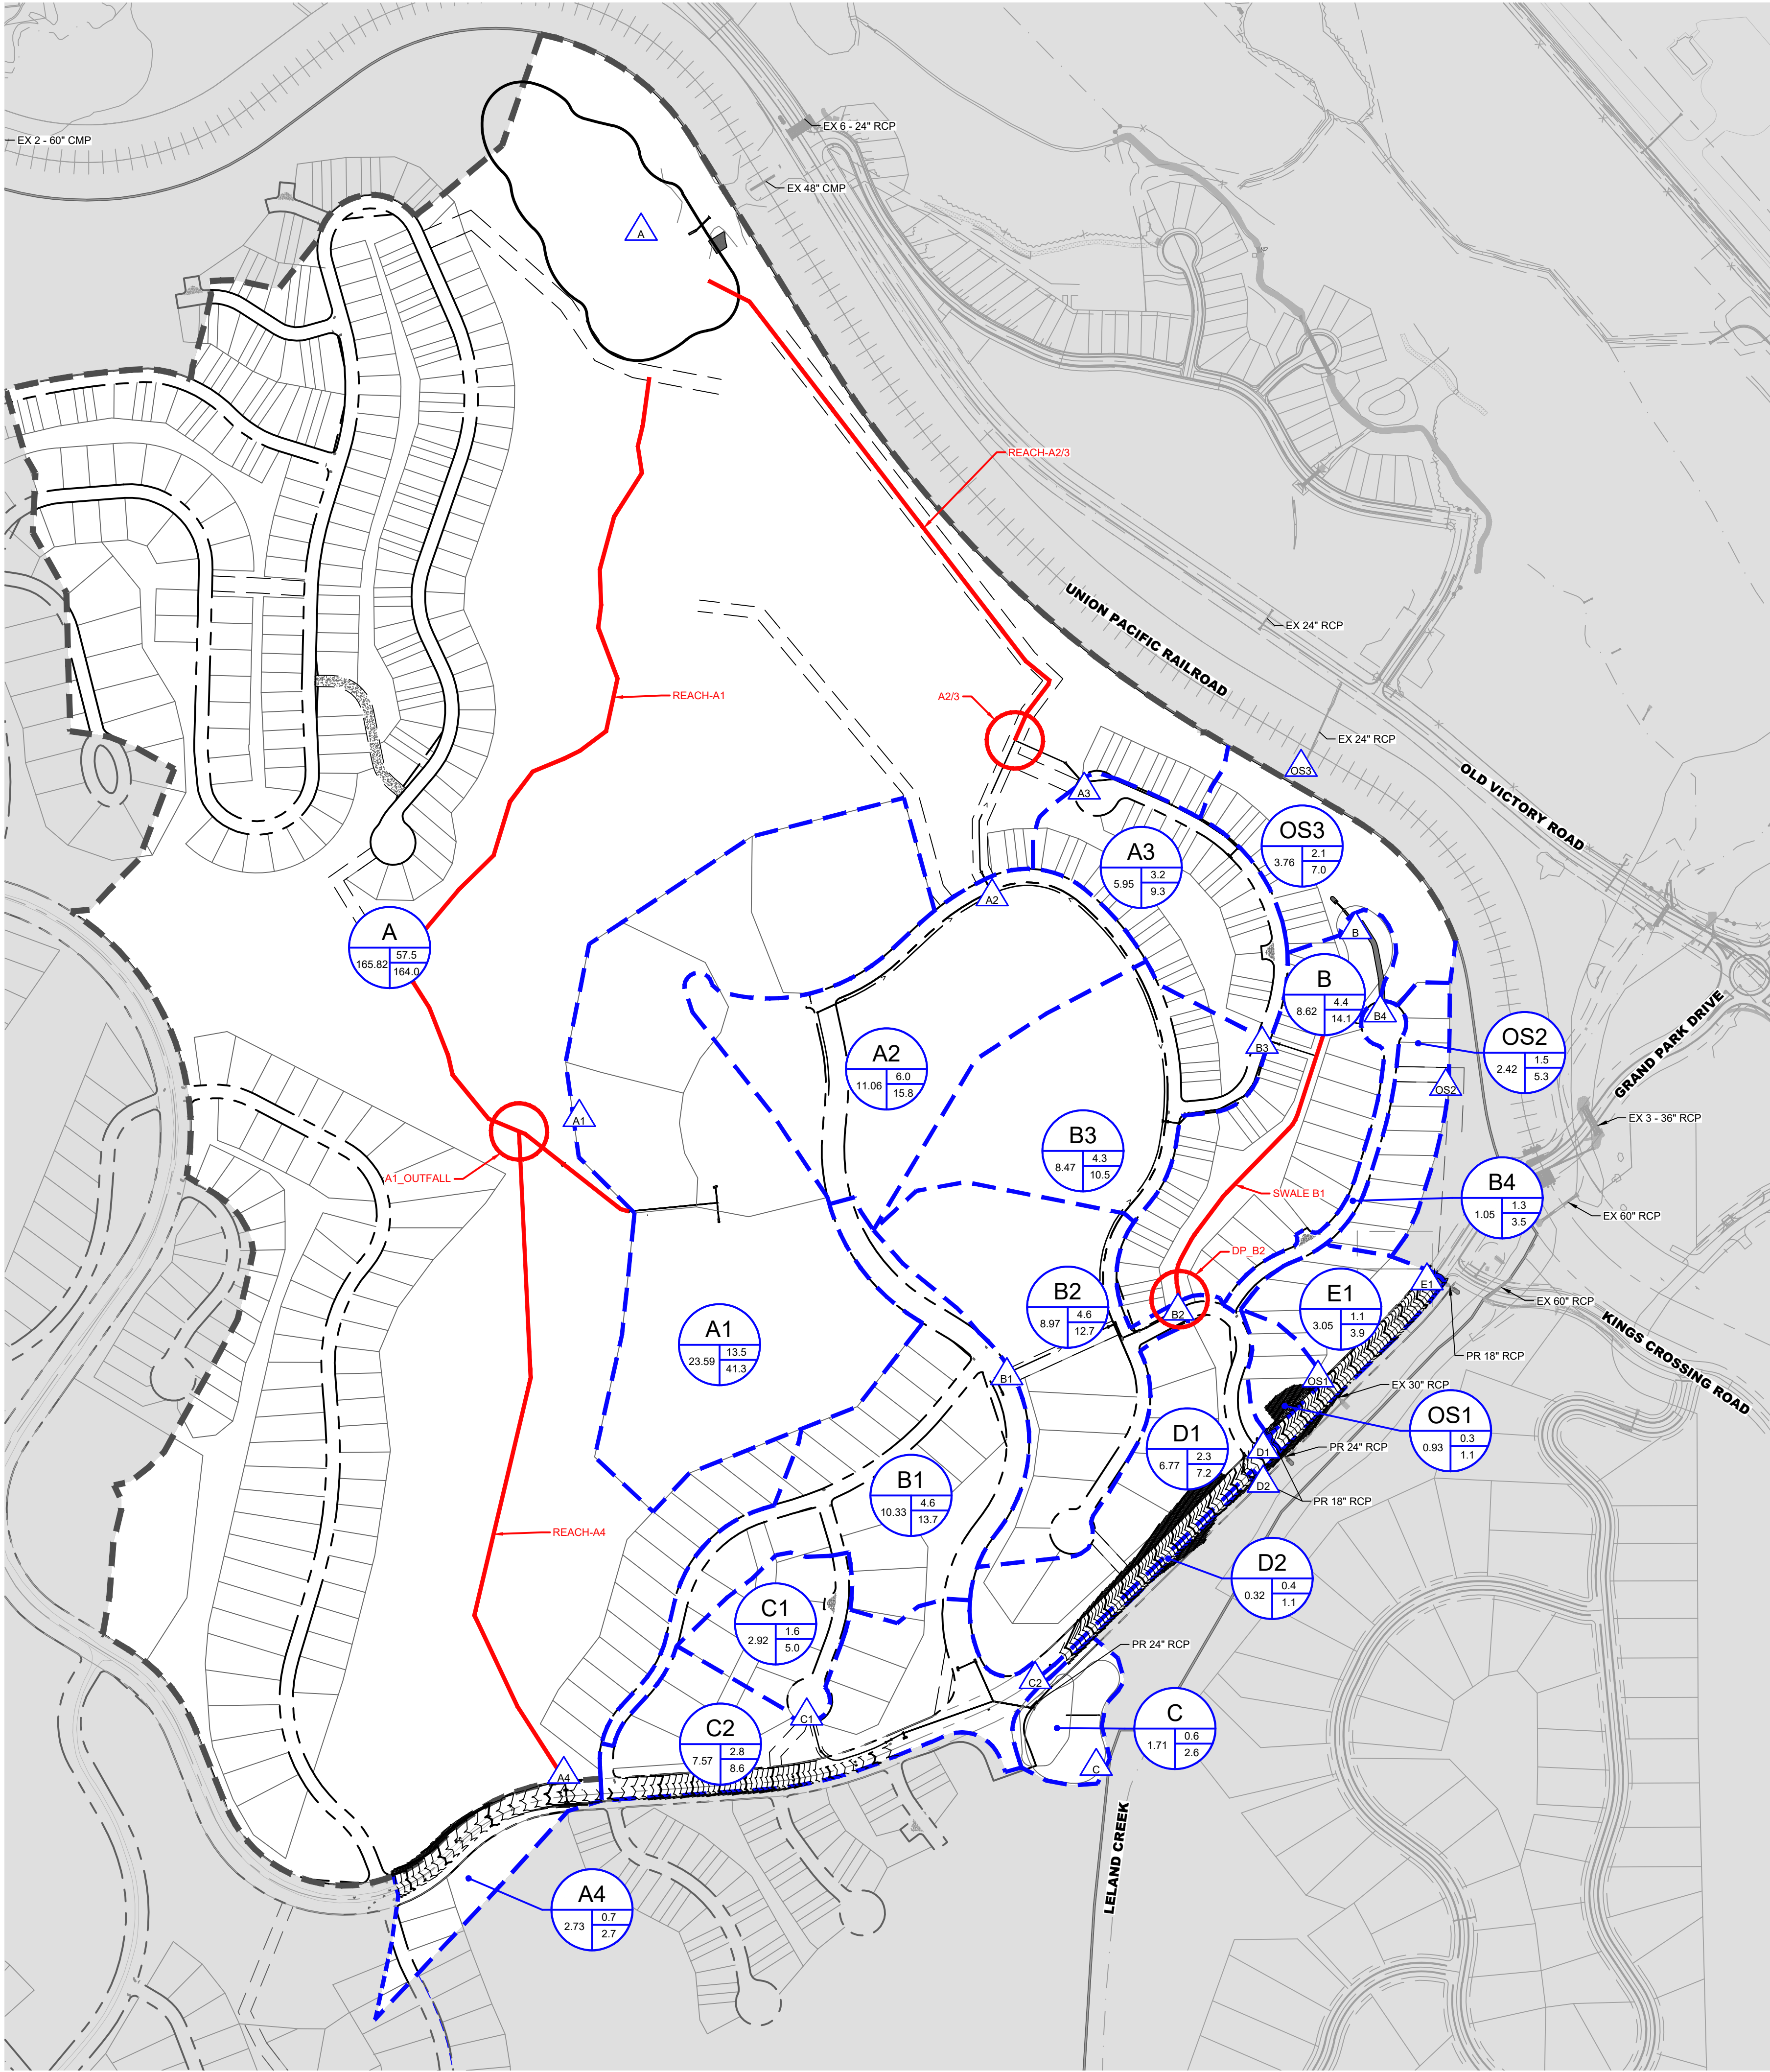 EX 2 - 60" CMP
EX 6 - 24" RCP
EX 48" CMP
A
REACH-A2/3
UNION PACIFIC RAILROAD
EX 24" RCP
REACH-A1
A2/3
EX 24" RCP
OS3
OLD VICTORY ROAD
A3
OS3
3.76
2.1
7.0
A3
5.95
3.2
9.3
A2
B
A
165.82
57.5
164.0
B
8.62
4.4
14.1
B4
GRAND PARK DRIVE
OS2
2.42
1.5
5.3
B3
A2
11.06
6.0
15.8
OS2
A1
EX 3 - 36" RCP
B3
8.47
4.3
10.5
A1_OUTFALL
SWALE B1
B4
1.05
1.3
3.5
EX 60" RCP
DP_B2
B2
B2
8.97
4.6
12.7
E1
E1
3.05
1.1
3.9
EX 60" RCP
KINGS CROSSING ROAD
A1
23.59
13.5
41.3
PR 18" RCP
B1
OS1
EX 30" RCP
OS1
0.93
0.3
1.1
D1
6.77
2.3
7.2
D1
PR 24" RCP
B1
10.33
4.6
13.7
D2
PR 18" RCP
REACH-A4
D2
0.32
0.4
1.1
C1
2.92
1.6
5.0
PR 24" RCP
C2
C1
C2
7.57
2.8
8.6
C
1.71
0.6
2.6
C
A4
LELAND CREEK
A4
2.73
0.7
2.7